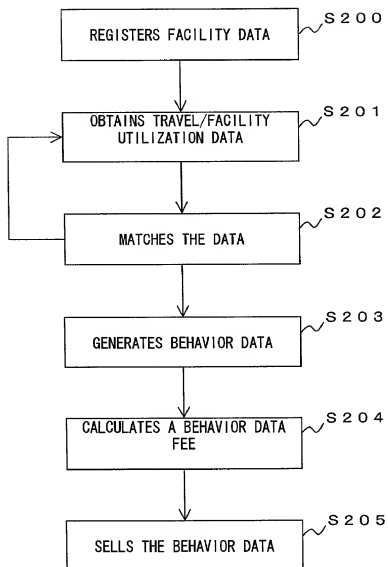 S200
REGISTERS FACILITY DATA
S201
OBTAINS TRAVEL/FACILITY
UTILIZATION DATA
S202
MATCHES THE DATA
S203
GENERATES BEHAVIOR DATA
S204
CALCULATES A BEHAVIOR DATA
FEE
S205
SELLS THE BEHAVIOR DATA